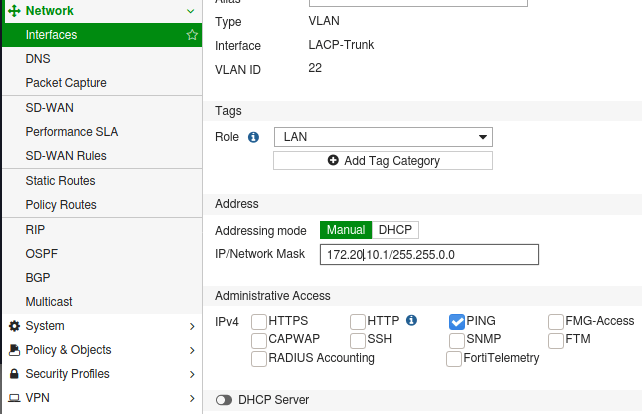 Network
Interfaces
DNS
Packet Capture
SD-WAN
Performance SLA
SD-WAN Rules
Static Routes
Policy Routes
RIP
OSPF
BGP
Multicast
System
Policy & Objects
Security Profiles
VPN
Alias
Type VLAN
Interface LACP-Trunk
VLAN ID 22
Tags
Role LAN
Add Tag Category
Address
Addressing mode Manual DHCP
IP/Network Mask 172.20.10.1/255.255.0.0
Administrative Access
IPv4 HTTPS HTTP PING FMG-Access
CAPWAP SSH SNMP FTM
RADIUS Accounting FortiTelemetry
DHCP Server